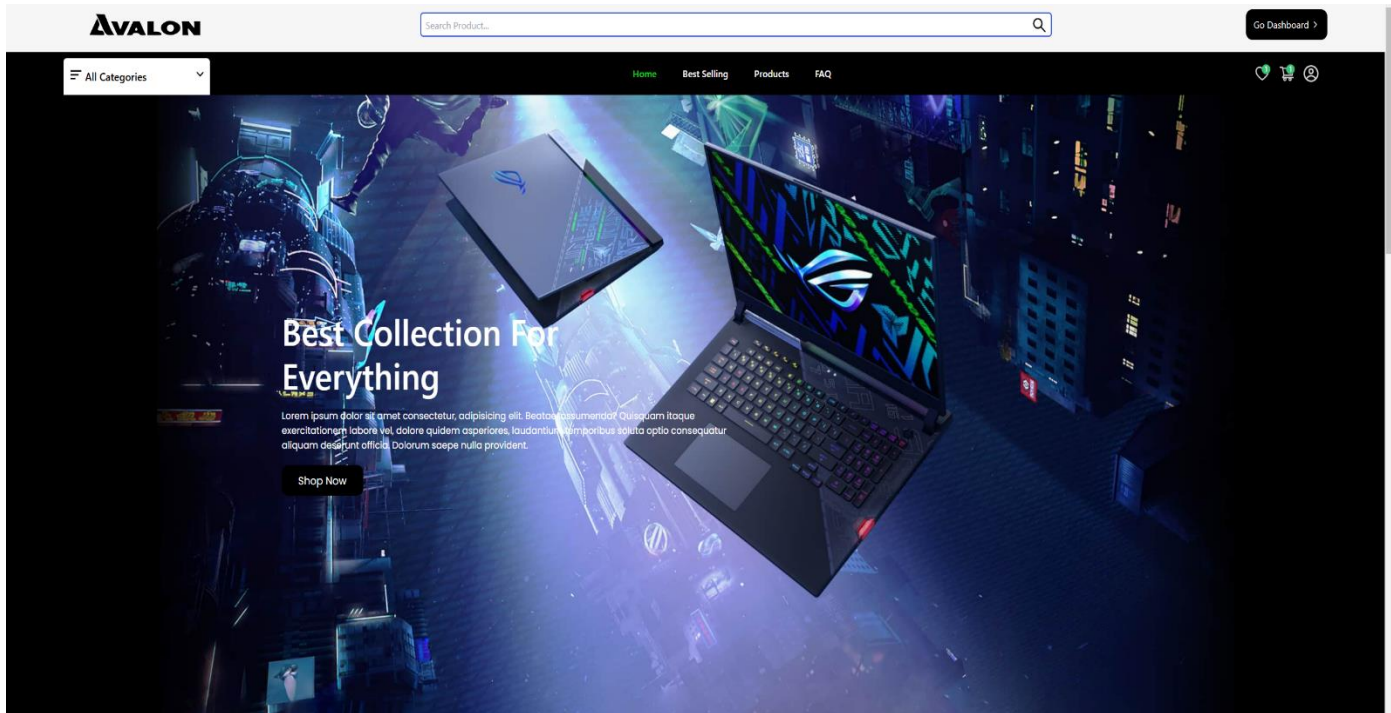 AVALON
Search Product...
Go Dashboard >
All Categories
Home Best Selling Products FAQ
1 1
Best Collection For
Everything
Lorem ipsum dolor sit amet consectetur, adipisicing elit. Beatae assumenda? Quisquam itaque
exercitationem labore vel, dolore quidem asperiores, laudantium temporibus soluta optio consequatur
aliquam deserunt officia. Dolorum saepe nulla provident.
Shop Now